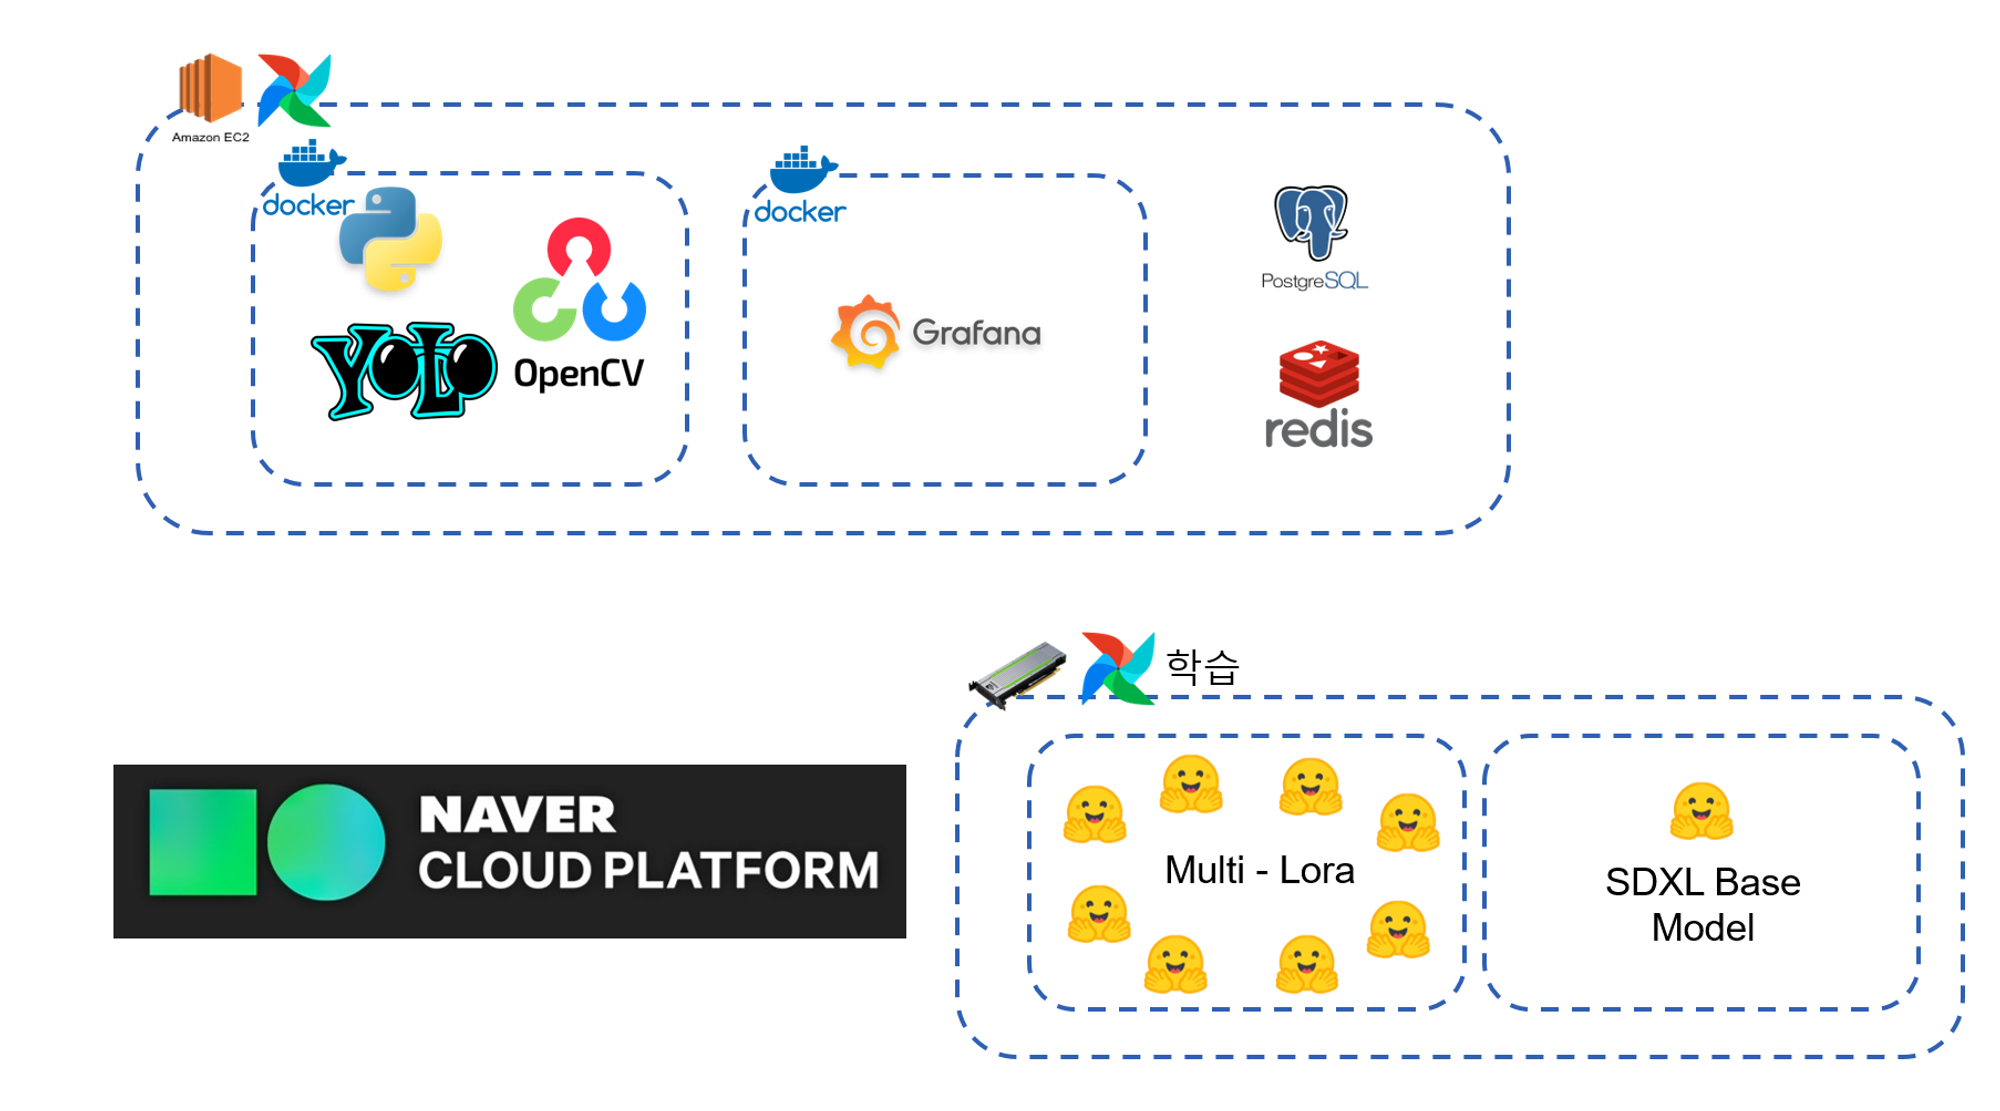 Amazon EC2
docker
YOLO
OpenCV
docker
Grafana
PostgreSQL
redis
학습
NAVER
CLOUD PLATFORM
Multi - Lora
SDXL Base
Model